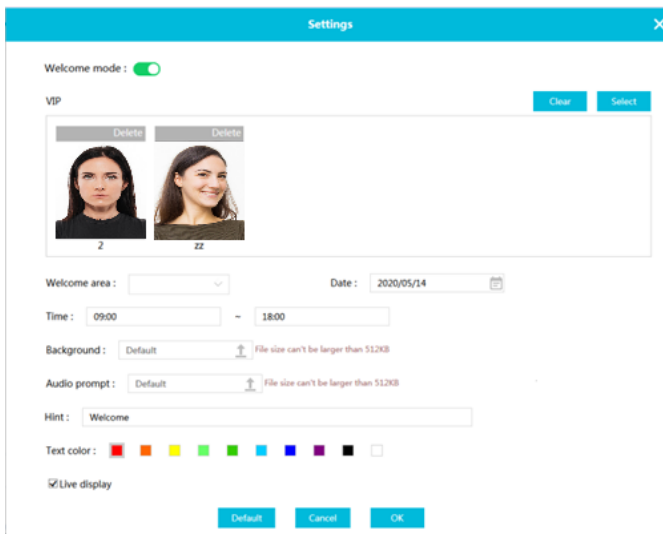 Settings
Welcome mode :
VIP
Clear Select
Delete Delete
2 zz
Welcome area : Date : 2020/05/14
Time : 09:00 ~ 18:00
Background : Default File size can't be larger than 512KB
Audio prompt : Default File size can't be larger than 512KB
Hint : Welcome
Text color :
Live display
Default Cancel OK